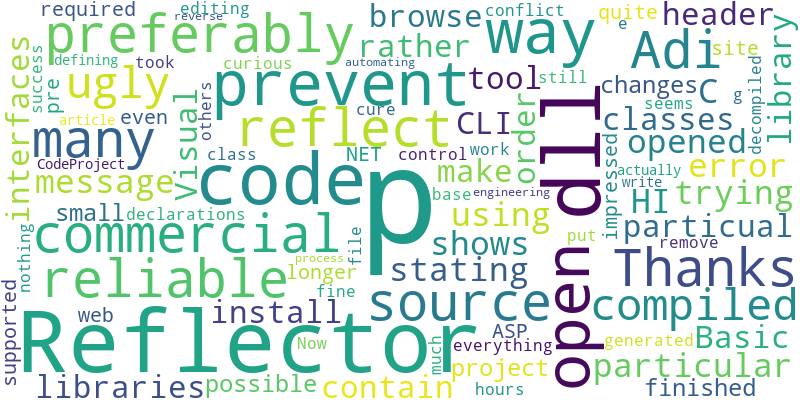 required
editing
conflict
quite
header
preferably
browse
way
e
reverse
Adi
rather
site
defining
took
curious
automating
tool
still
ugly
prevent
changes
C
library
interfaces
success
pre
even
others
cure
seems
g
decompiled
many
Visual
reflect
CLI
order
open dll
classes
article
CodeProject
class
NET
control
work
opened
message
code
p
make
base
engineering
impressed
actually
write
error
small
declarations
using
HI
trying
commercial
file
shows
put
particual
nothing
reliable
process
longer
stating
remove
Thanks
supported
web
install
fine
source
compiled
Reflector
Now
much
ASP
everything
generated
Basic
libraries
possible
contain
project
hours
particular
finished